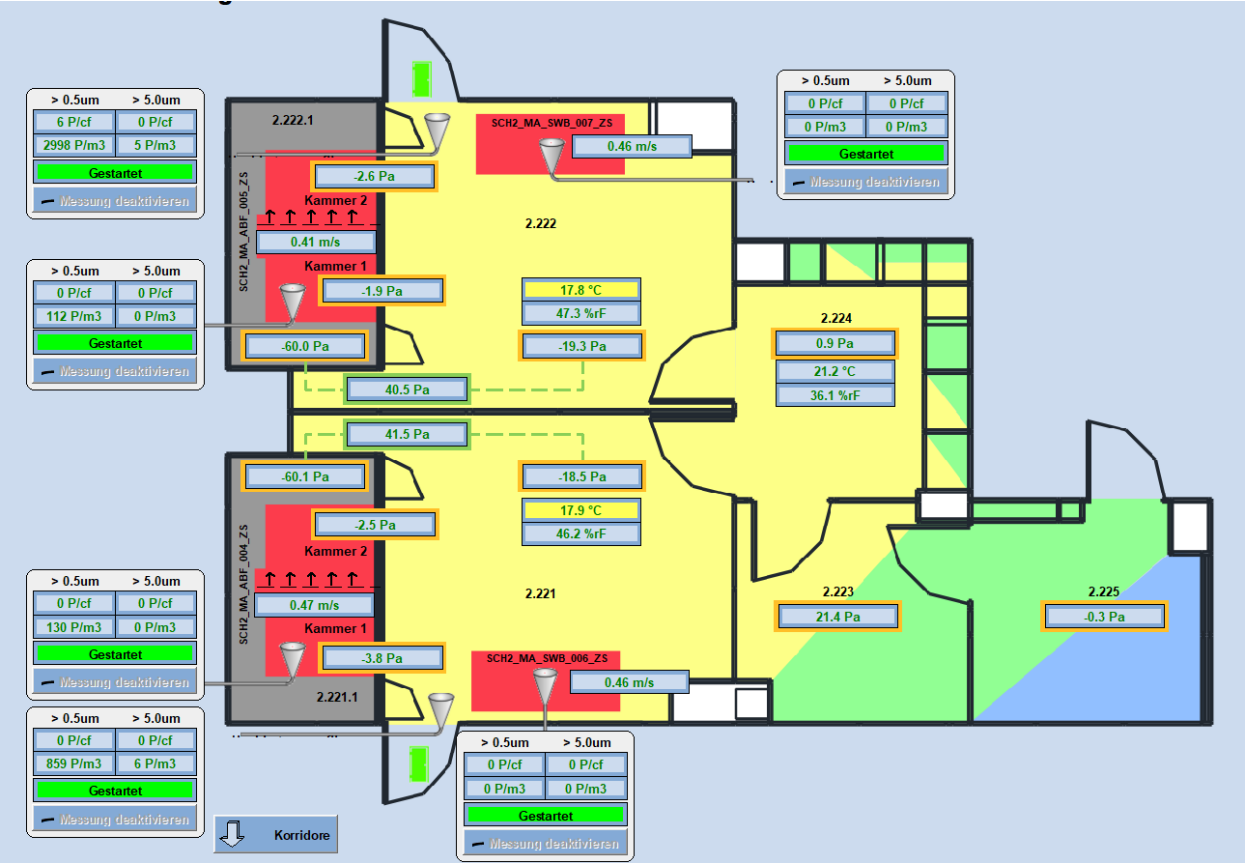 > 0.5um > 5.0um
6 P/cf 0 P/cf
2998 P/m3 5 P/m3
Gestartet
Messung deaktivieren
> 0.5um > 5.0um
0 P/cf 0 P/cf
112 P/m3 0 P/m3
Gestartet
Messung deaktivieren
> 0.5um > 5.0um
0 P/cf 0 P/cf
130 P/m3 0 P/m3
Gestartet
Messung deaktivieren
> 0.5um > 5.0um
0 P/cf 0 P/cf
859 P/m3 6 P/m3
Gestartet
Messung deaktivieren
2.222.1
SCH2_MA_ABF_005_ZS
-2.6 Pa
Kammer 2
0.41 m/s
Kammer 1
-1.9 Pa
-60.0 Pa
40.5 Pa
SCH2_MA_SWB_007_ZS
0.46 m/s
2.222
17.8 °C
47.3 %rF
-19.3 Pa
> 0.5um > 5.0um
0 P/cf 0 P/cf
0 P/m3 0 P/m3
Gestartet
Messung deaktivieren
2.224
0.9 Pa
21.2 °C
36.1 %rF
41.5 Pa
-60.1 Pa
-18.5 Pa
17.9 °C
46.2 %rF
SCH2_MA_ABF_004_ZS
-2.5 Pa
Kammer 2
0.47 m/s
Kammer 1
-3.8 Pa
2.221.1
2.221
SCH2_MA_SWB_006_ZS
0.46 m/s
2.223
21.4 Pa
2.225
-0.3 Pa
> 0.5um > 5.0um
0 P/cf 0 P/cf
0 P/m3 0 P/m3
Gestartet
Messung deaktivieren
Korridore